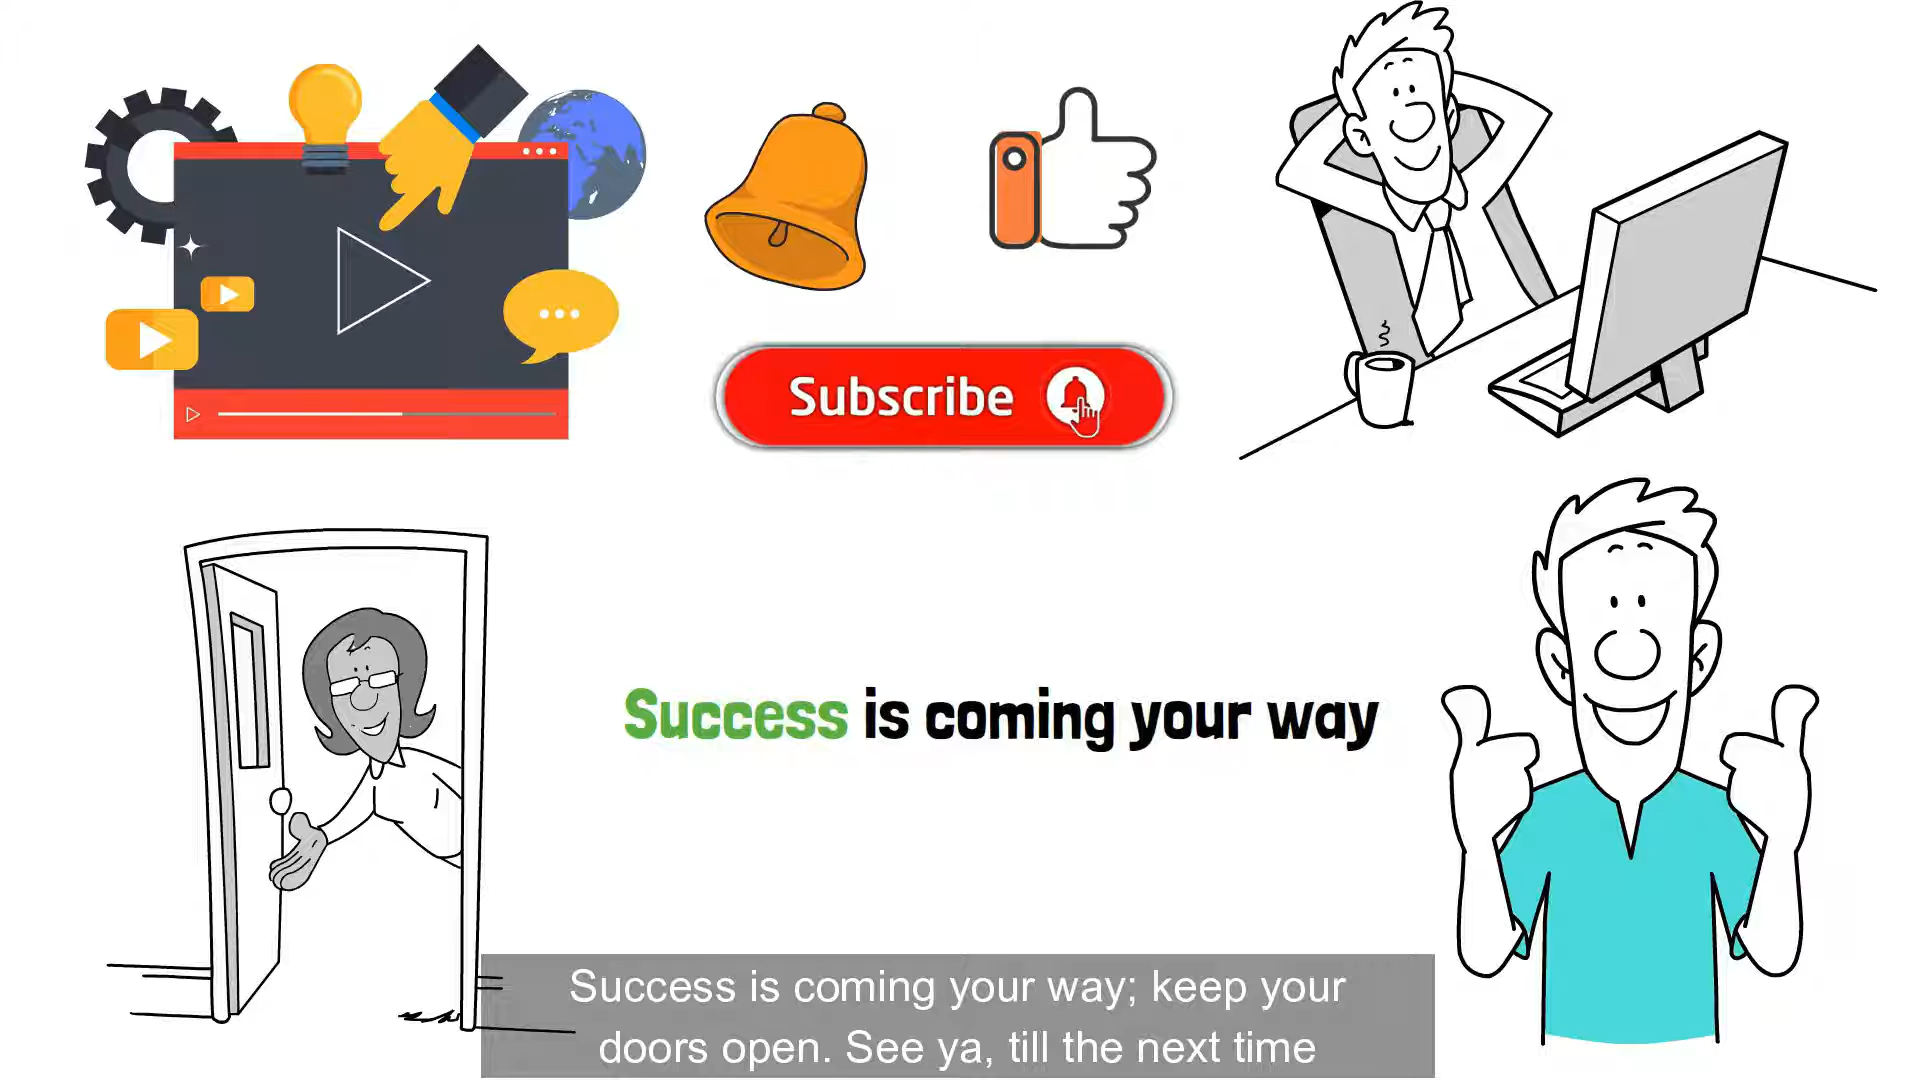 Subscribe
Success is coming your way
Success is coming your way; keep your
doors open. See ya, till the next time